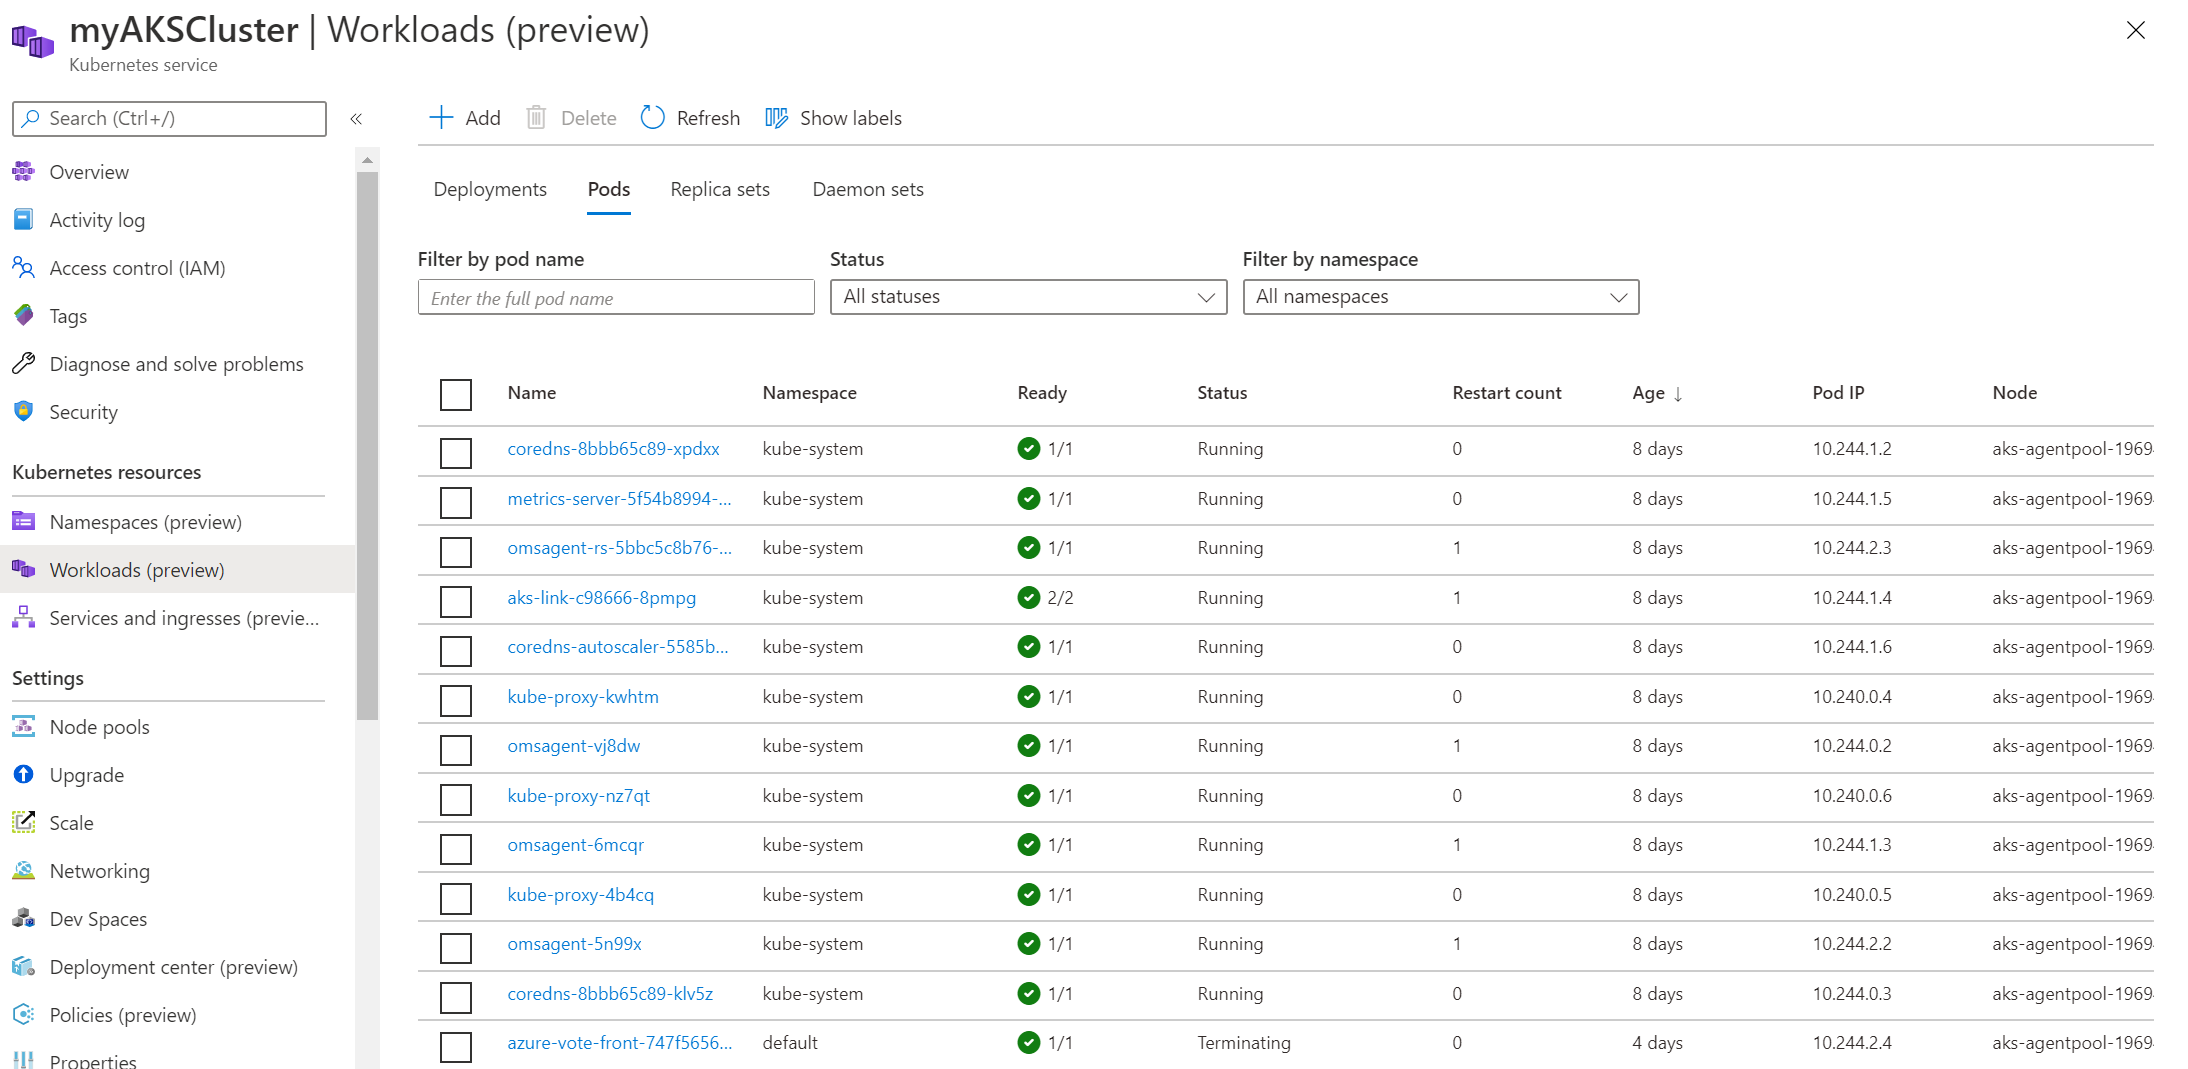 myAKSCluster | Workloads (preview)
Kubernetes service
Search (Ctrl+/)
«
Overview
Activity log
Access control (IAM)
Tags
Diagnose and solve problems
Security
Kubernetes resources
Namespaces (preview)
Workloads (preview)
Services and ingresses (previe...
Settings
Node pools
Upgrade
Scale
Networking
Dev Spaces
Deployment center (preview)
Policies (preview)
Properties
Add Delete Refresh Show labels
Deployments Pods Replica sets Daemon sets
Filter by pod name Status Filter by namespace
Enter the full pod name All statuses All namespaces
Name Namespace Ready Status Restart count Age ↓ Pod IP Node
coredns-8bbb65c89-xpdxx kube-system 1/1 Running 0 8 days 10.244.1.2 aks-agentpool-1969
metrics-server-5f54b8994-... kube-system 1/1 Running 0 8 days 10.244.1.5 aks-agentpool-1969
omsagent-rs-5bbc5c8b76-... kube-system 1/1 Running 1 8 days 10.244.2.3 aks-agentpool-1969
aks-link-c98666-8pmpg kube-system 2/2 Running 1 8 days 10.244.1.4 aks-agentpool-1969
coredns-autoscaler-5585b... kube-system 1/1 Running 0 8 days 10.244.1.6 aks-agentpool-1969
kube-proxy-kwhtm kube-system 1/1 Running 0 8 days 10.240.0.4 aks-agentpool-1969
omsagent-vj8dw kube-system 1/1 Running 1 8 days 10.244.0.2 aks-agentpool-1969
kube-proxy-nz7qt kube-system 1/1 Running 0 8 days 10.240.0.6 aks-agentpool-1969
omsagent-6mcqr kube-system 1/1 Running 1 8 days 10.244.1.3 aks-agentpool-1969
kube-proxy-4b4cq kube-system 1/1 Running 0 8 days 10.240.0.5 aks-agentpool-1969
omsagent-5n99x kube-system 1/1 Running 1 8 days 10.244.2.2 aks-agentpool-1969
coredns-8bbb65c89-klv5z kube-system 1/1 Running 0 8 days 10.244.0.3 aks-agentpool-1969
azure-vote-front-747f5656... default 1/1 Terminating 0 4 days 10.244.2.4 aks-agentpool-1969